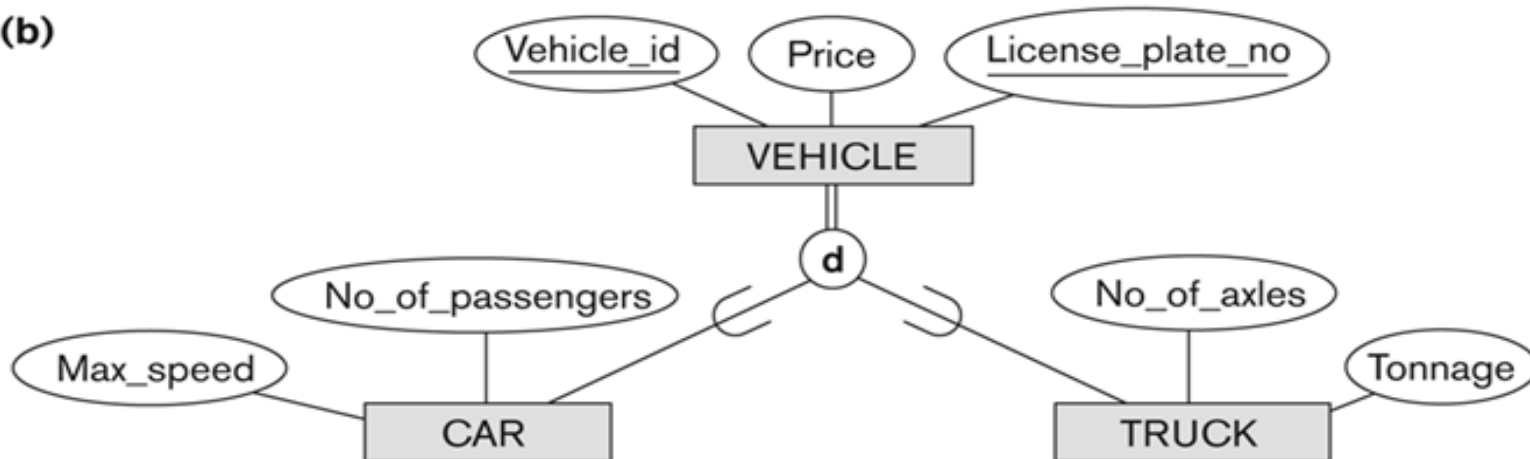 (b)
Vehicle_id
Price
License_plate_no
VEHICLE
d
No_of_passengers
No_of_axles
Max_speed
Tonnage
CAR
TRUCK